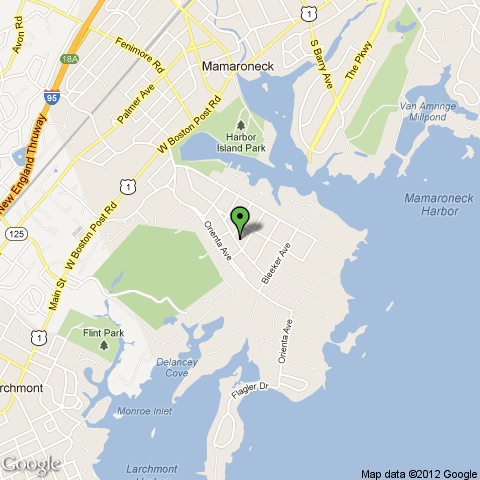 Avon Rd
18A
Fenimore Rd
1
S Barry Ave
The Pkwy
Mamaroneck
95
Palmer Ave
W Boston Post Rd
Harbor
Island Park
Van Amringe
Millpond
New England Thruway
1
Mamaroneck
Harbor
125
W Boston Post Rd
Orienta Ave
Bleeker Ave
Main St
1
Flint Park
Orienta Ave
Delancey
Cove
archmont
Flagler Dr
Monroe Inlet
Google
Larchmont
Map data ©2012 Google